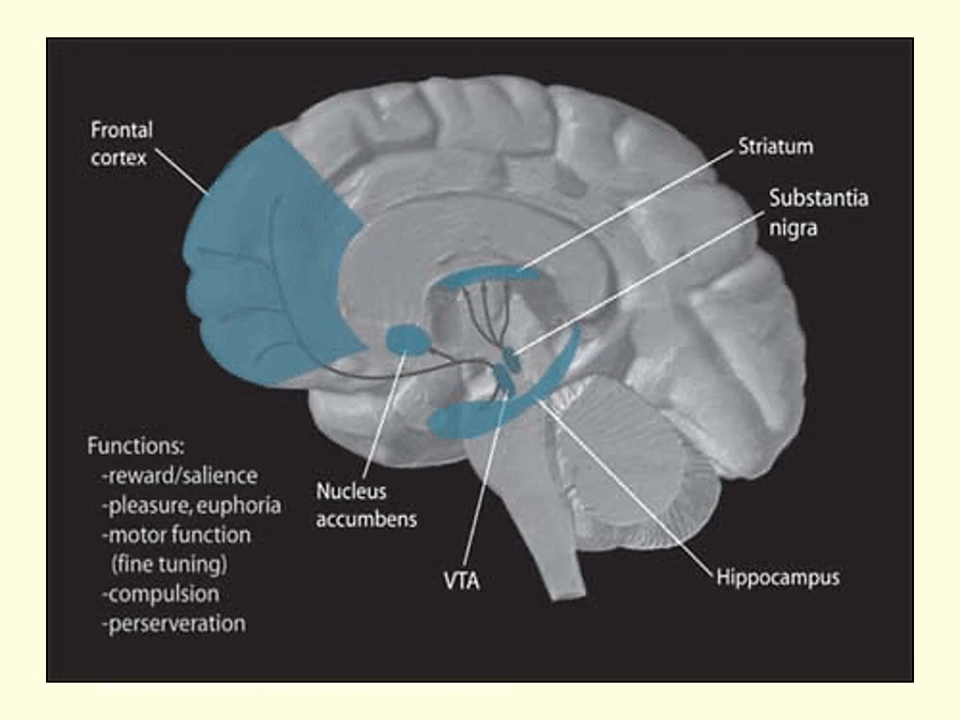 Frontal
cortex
Striatum
Substantia
nigra
Functions:
-reward/salience
-pleasure, euphoria
-motor function
(fine tuning)
-compulsion
-perserveration
Nucleus
accumbens
VTA
Hippocampus